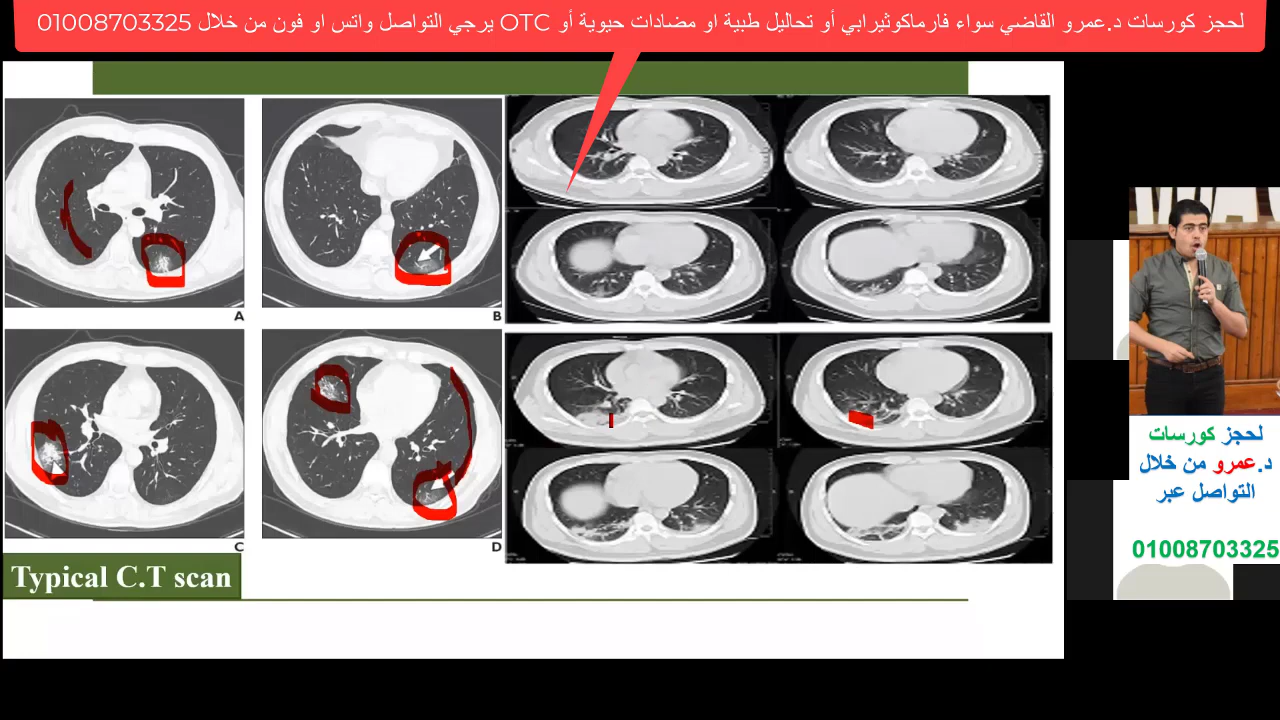 لحجز كورسات د.عمرو القاضي سواء فارماكوثيرابي أو تحاليل طبية او مضادات حيوية أو OTC يرجي التواصل واتس او فون من خلال 01008703325
A
B
C
D
Typical C.T scan
لحجز كورسات
د.عمرو من خلال
التواصل عبر
01008703325